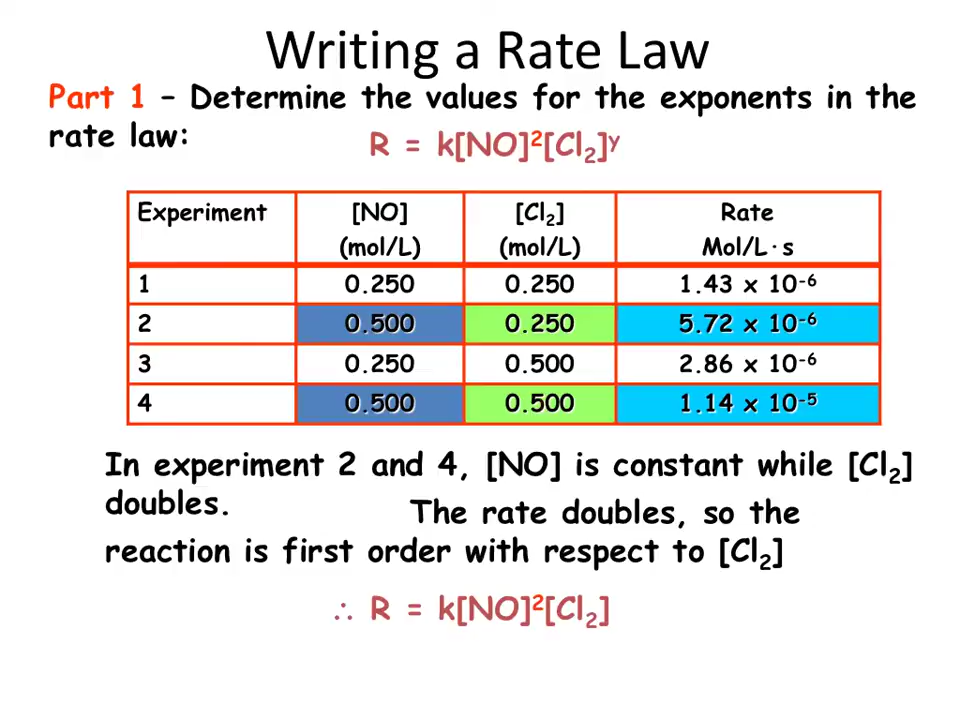 Writing a Rate Law
Part 1 – Determine the values for the exponents in the
rate law:
R = k[NO]²[Cl₂]ʸ
Experiment [NO] [Cl₂] Rate
(mol/L) (mol/L) Mol/L·s
1 0.250 0.250 1.43 x 10⁻⁶
2 0.500 0.250 5.72 x 10⁻⁶
3 0.250 0.500 2.86 x 10⁻⁶
4 0.500 0.500 1.14 x 10⁻⁵
In experiment 2 and 4, [NO] is constant while [Cl₂]
doubles. The rate doubles, so the
reaction is first order with respect to [Cl₂]
∴ R = k[NO]²[Cl₂]